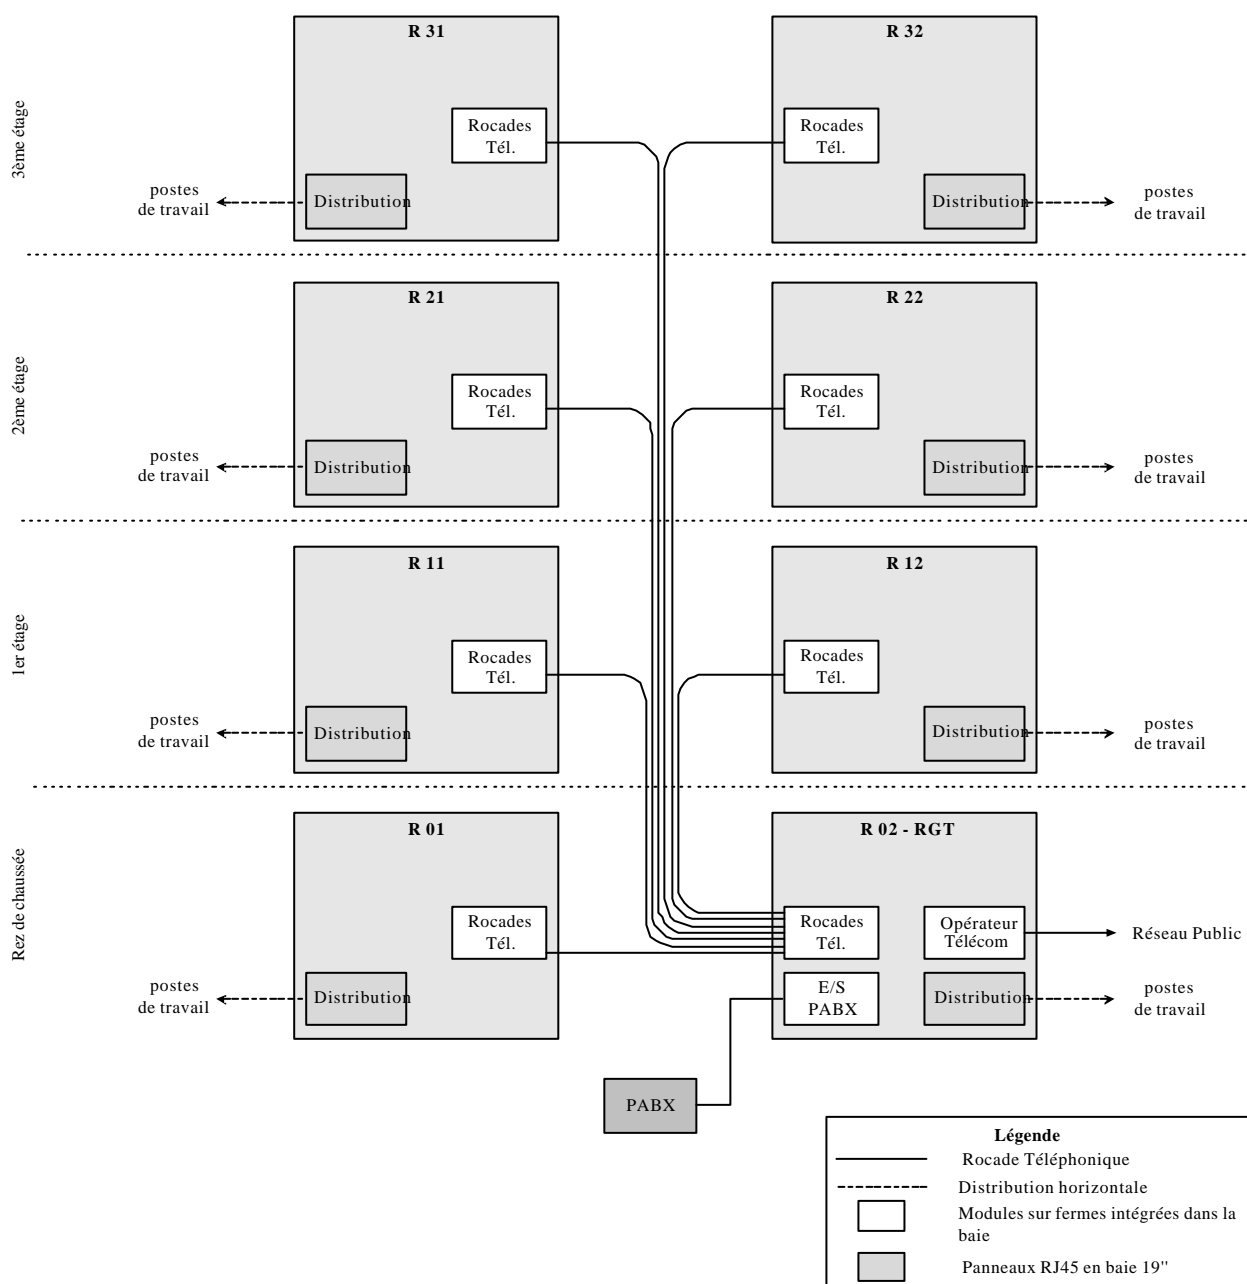 R 31
R 32
3ème étage
Rocades
Tél.
Rocades
Tél.
postes
de travail
Distribution
Distribution
postes
de travail
R 21
R 22
2ème étage
Rocades
Tél.
Rocades
Tél.
postes
de travail
Distribution
Distribution
postes
de travail
R 11
R 12
1er étage
Rocades
Tél.
Rocades
Tél.
postes
de travail
Distribution
Distribution
postes
de travail
R 01
R 02 - RGT
Rez de chaussée
Rocades
Tél.
Rocades
Tél.
Opérateur
Télécom
Réseau Public
postes
de travail
Distribution
E/S
PABX
Distribution
postes
de travail
PABX
Légende
Rocade Téléphonique
Distribution horizontale
Modules sur fermes intégrées dans la
baie
Panneaux RJ45 en baie 19"